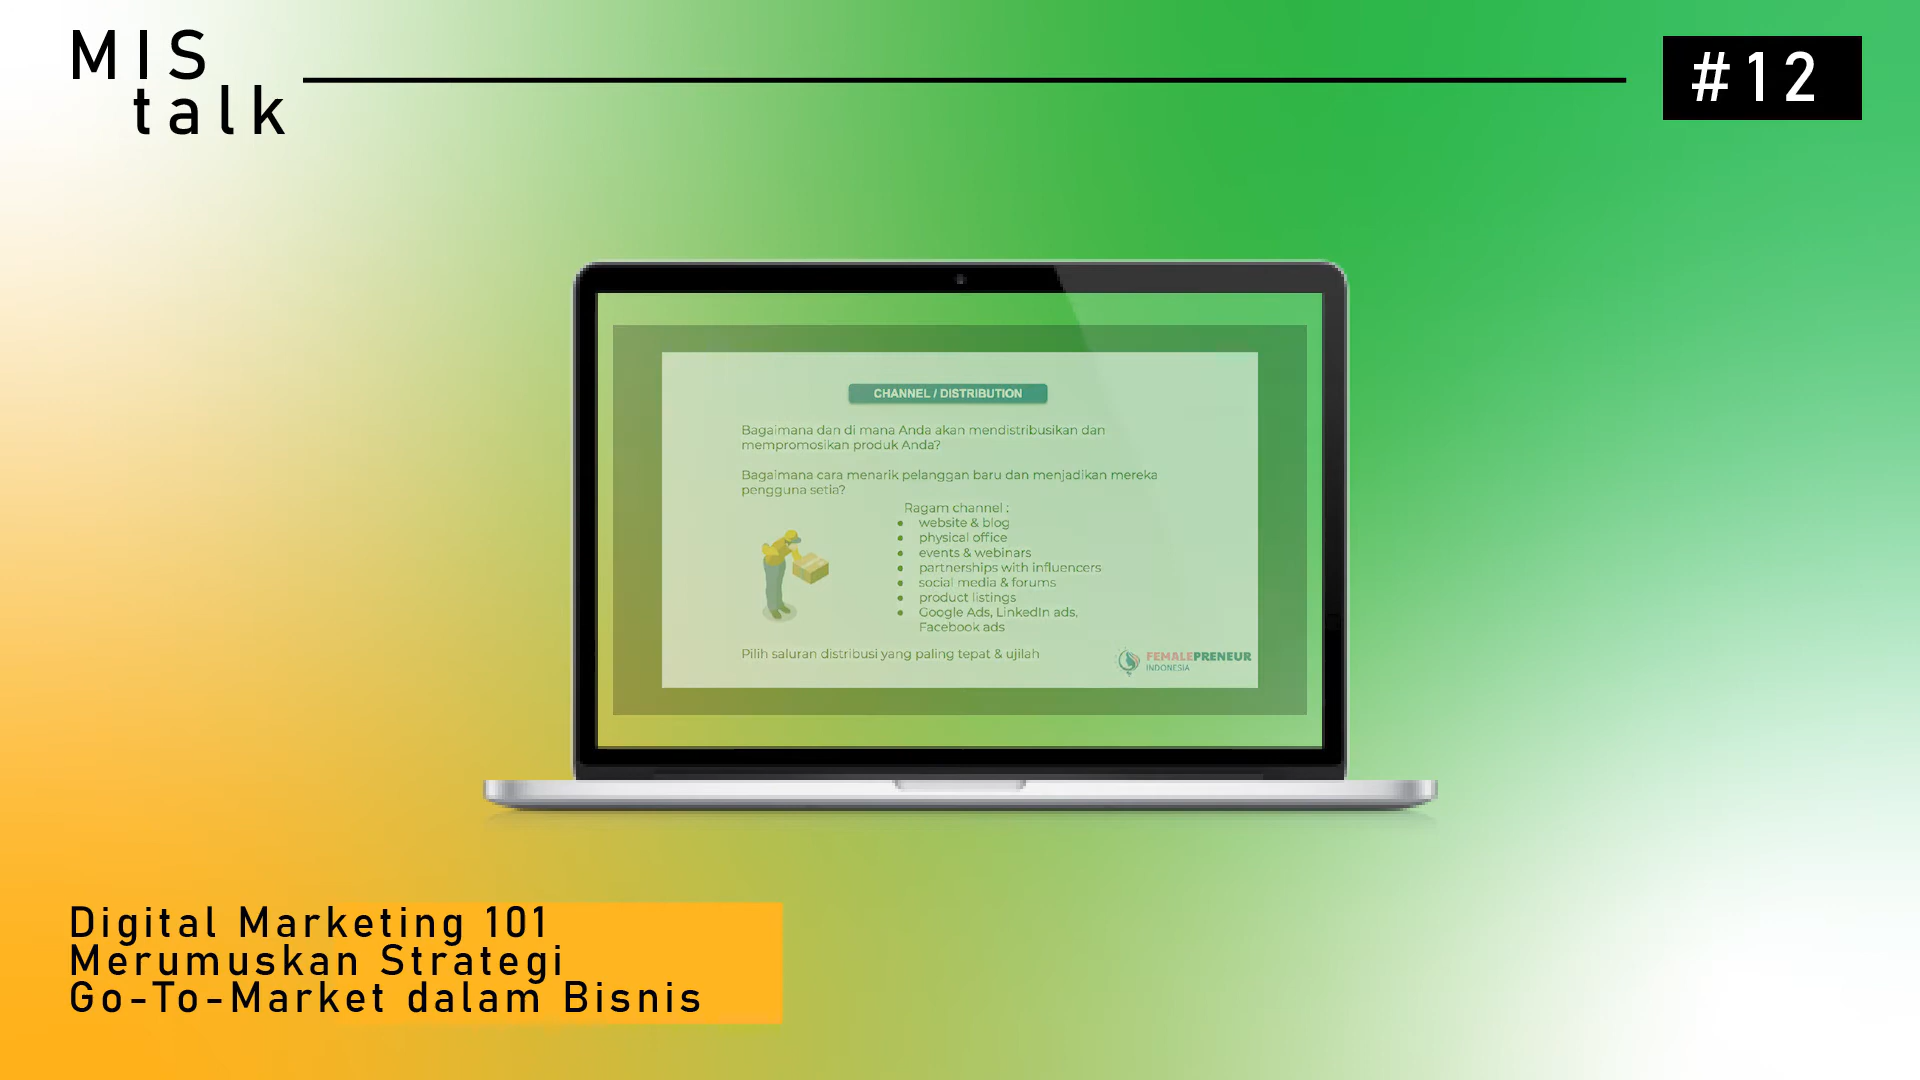 MIS
talk
#12
CHANNEL / DISTRIBUTION
Bagaimana dan di mana Anda akan mendistribusikan dan
mempromosikan produk Anda?
Bagaimana cara menarik pelanggan baru dan menjadikan mereka
pengguna setia?
Ragam channel :
● website & blog
● physical office
● events & webinars
● partnerships with influencers
● social media & forums
● product listings
● Google Ads, LinkedIn ads,
Facebook ads
Pilih saluran distribusi yang paling tepat & ujilah
FEMALEPRENEUR
INDONESIA
Digital Marketing 101
Merumuskan Strategi
Go-To-Market dalam Bisnis